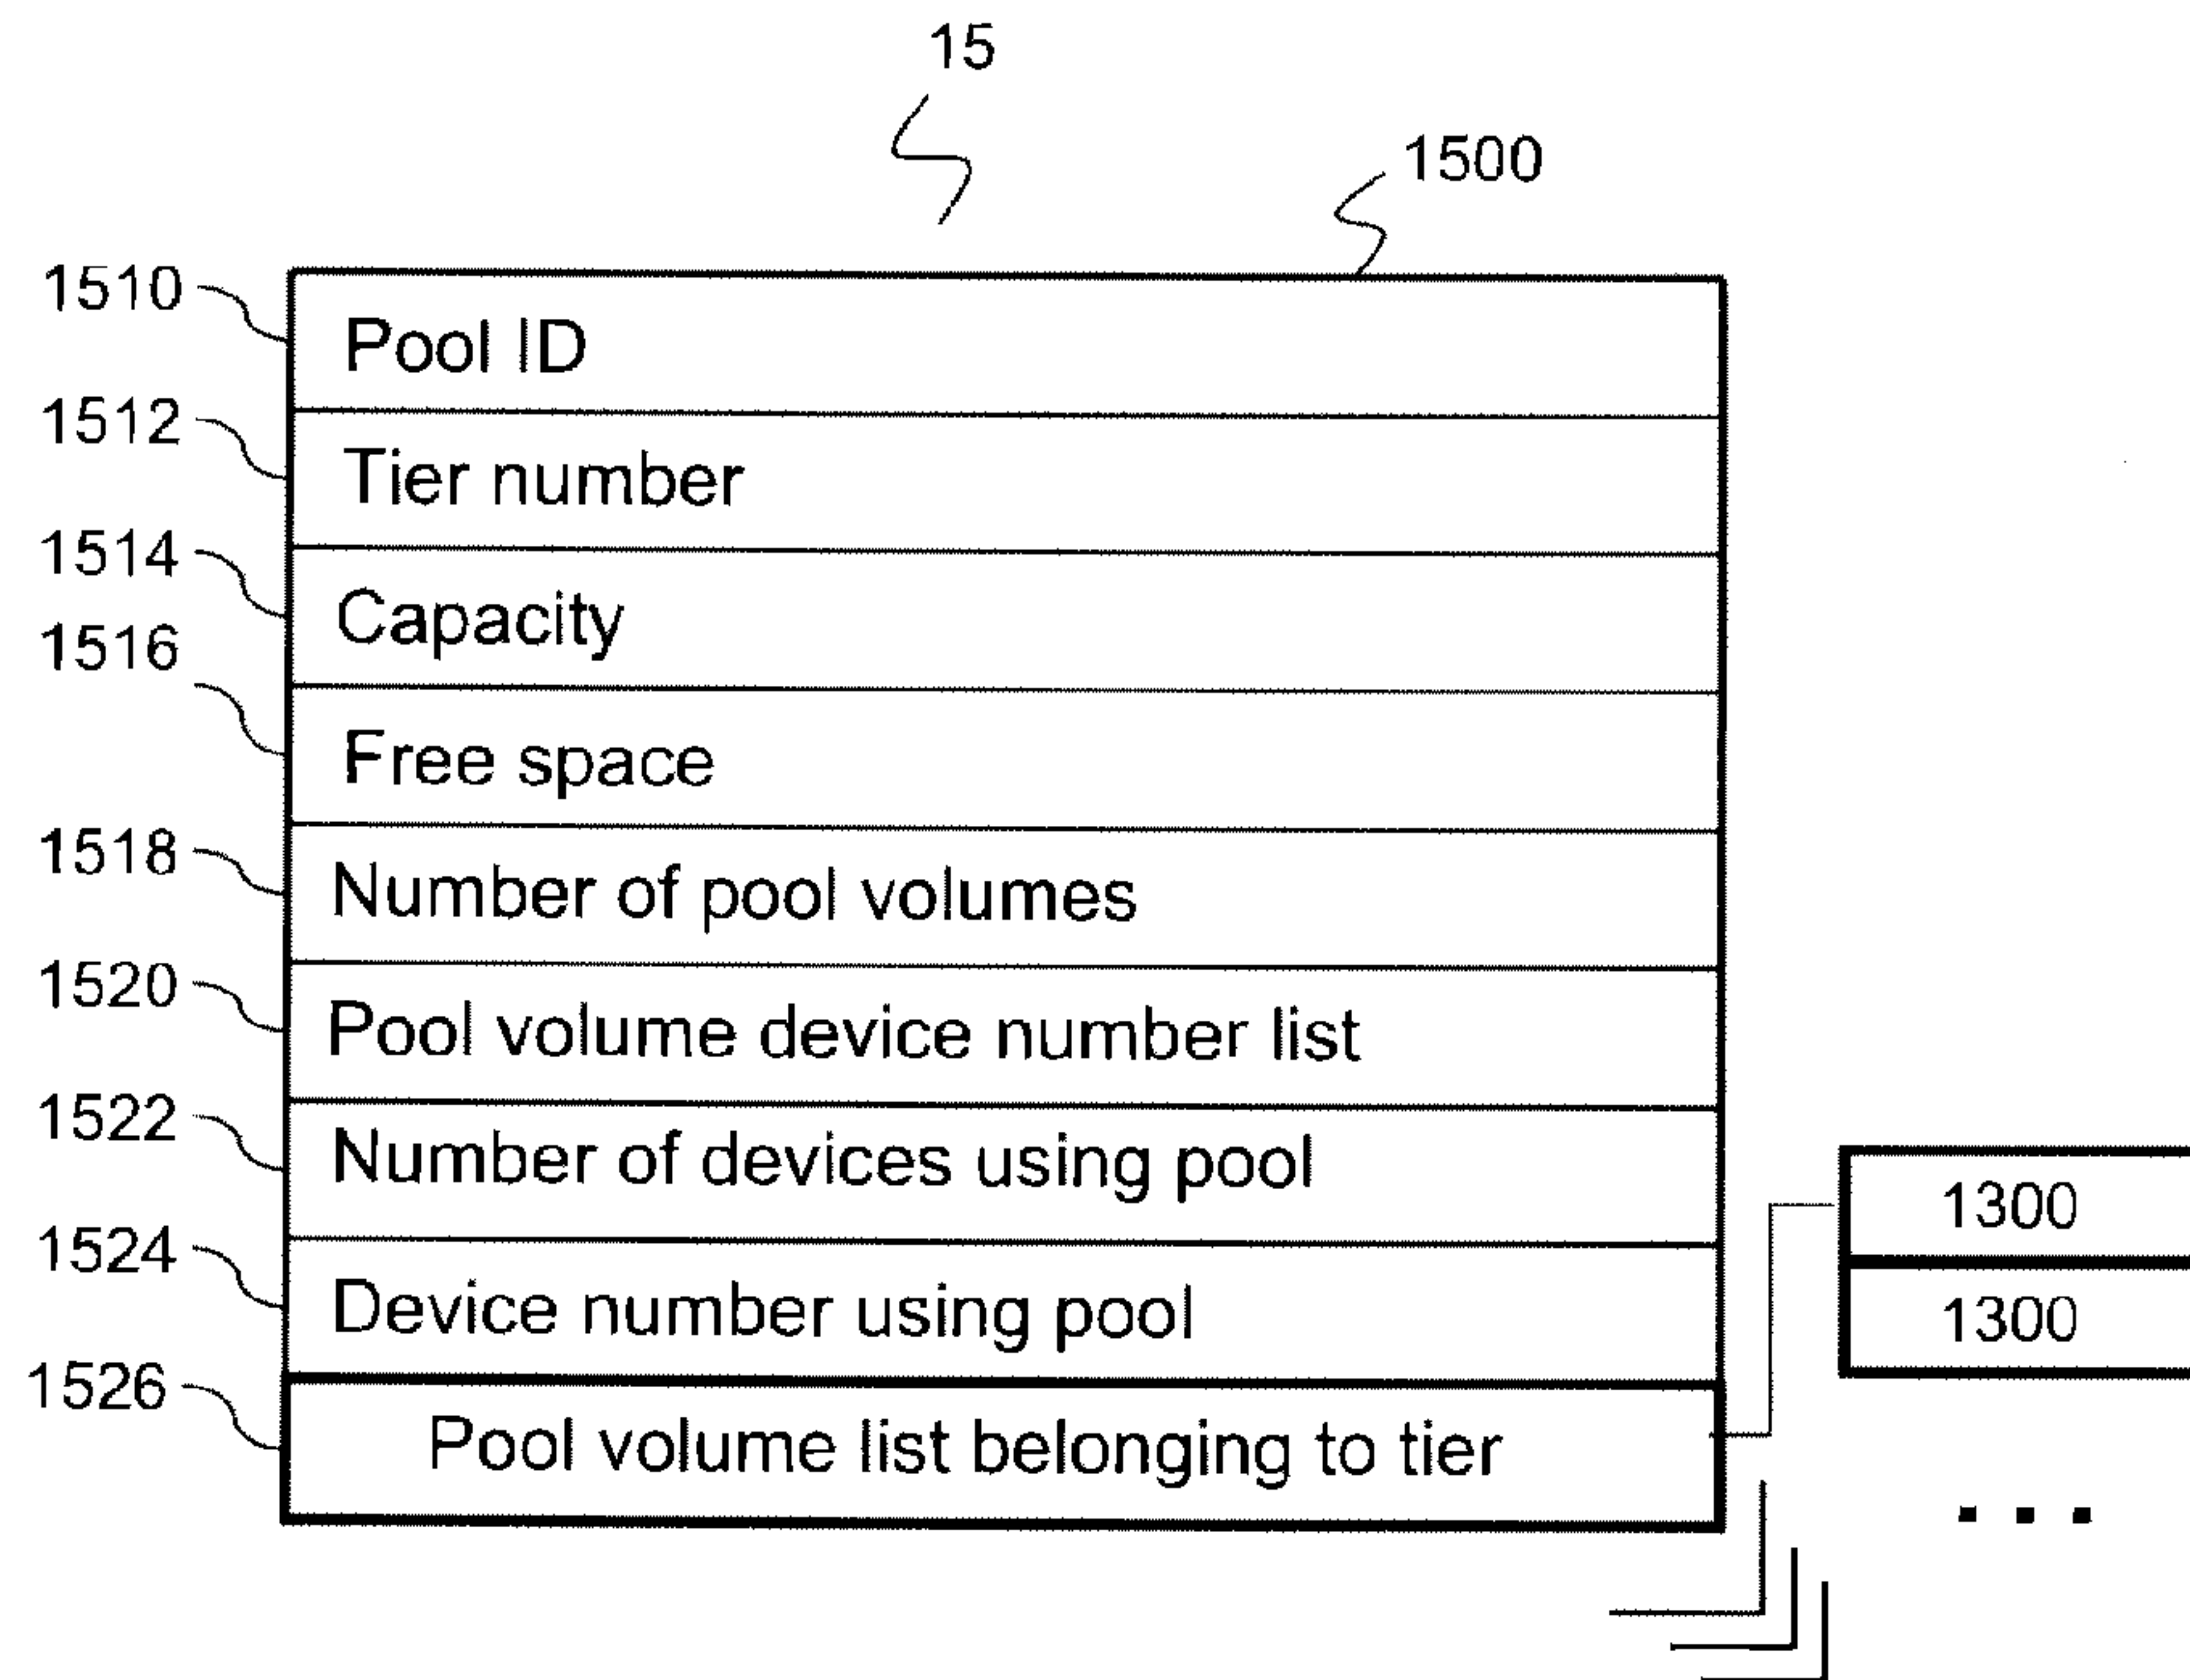 15
1500
1510
Pool ID
1512
Tier number
1514
Capacity
1516
Free space
1518
Number of pool volumes
1520
Pool volume device number list
1522
Number of devices using pool
1300
1524
Device number using pool
1300
1526
Pool volume list belonging to tier
...